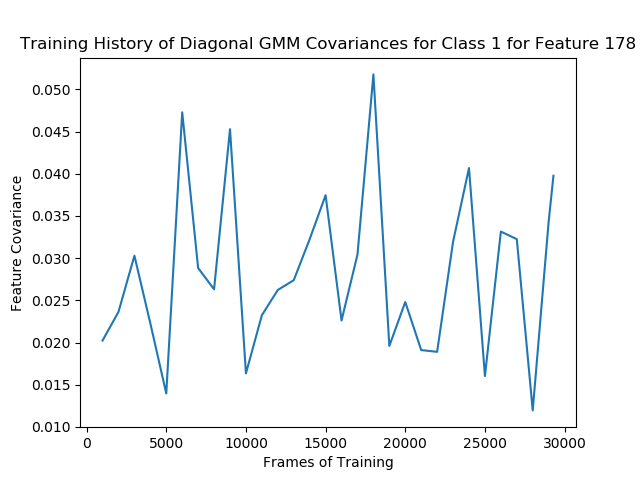 Training History of Diagonal GMM Covariances for Class 1 for Feature 178
0.050
0.045
0.040
0.035
0.030
0.025
0.020
0.015
0.010
Feature Covariance
0 5000 10000 15000 20000 25000 30000
Frames of Training